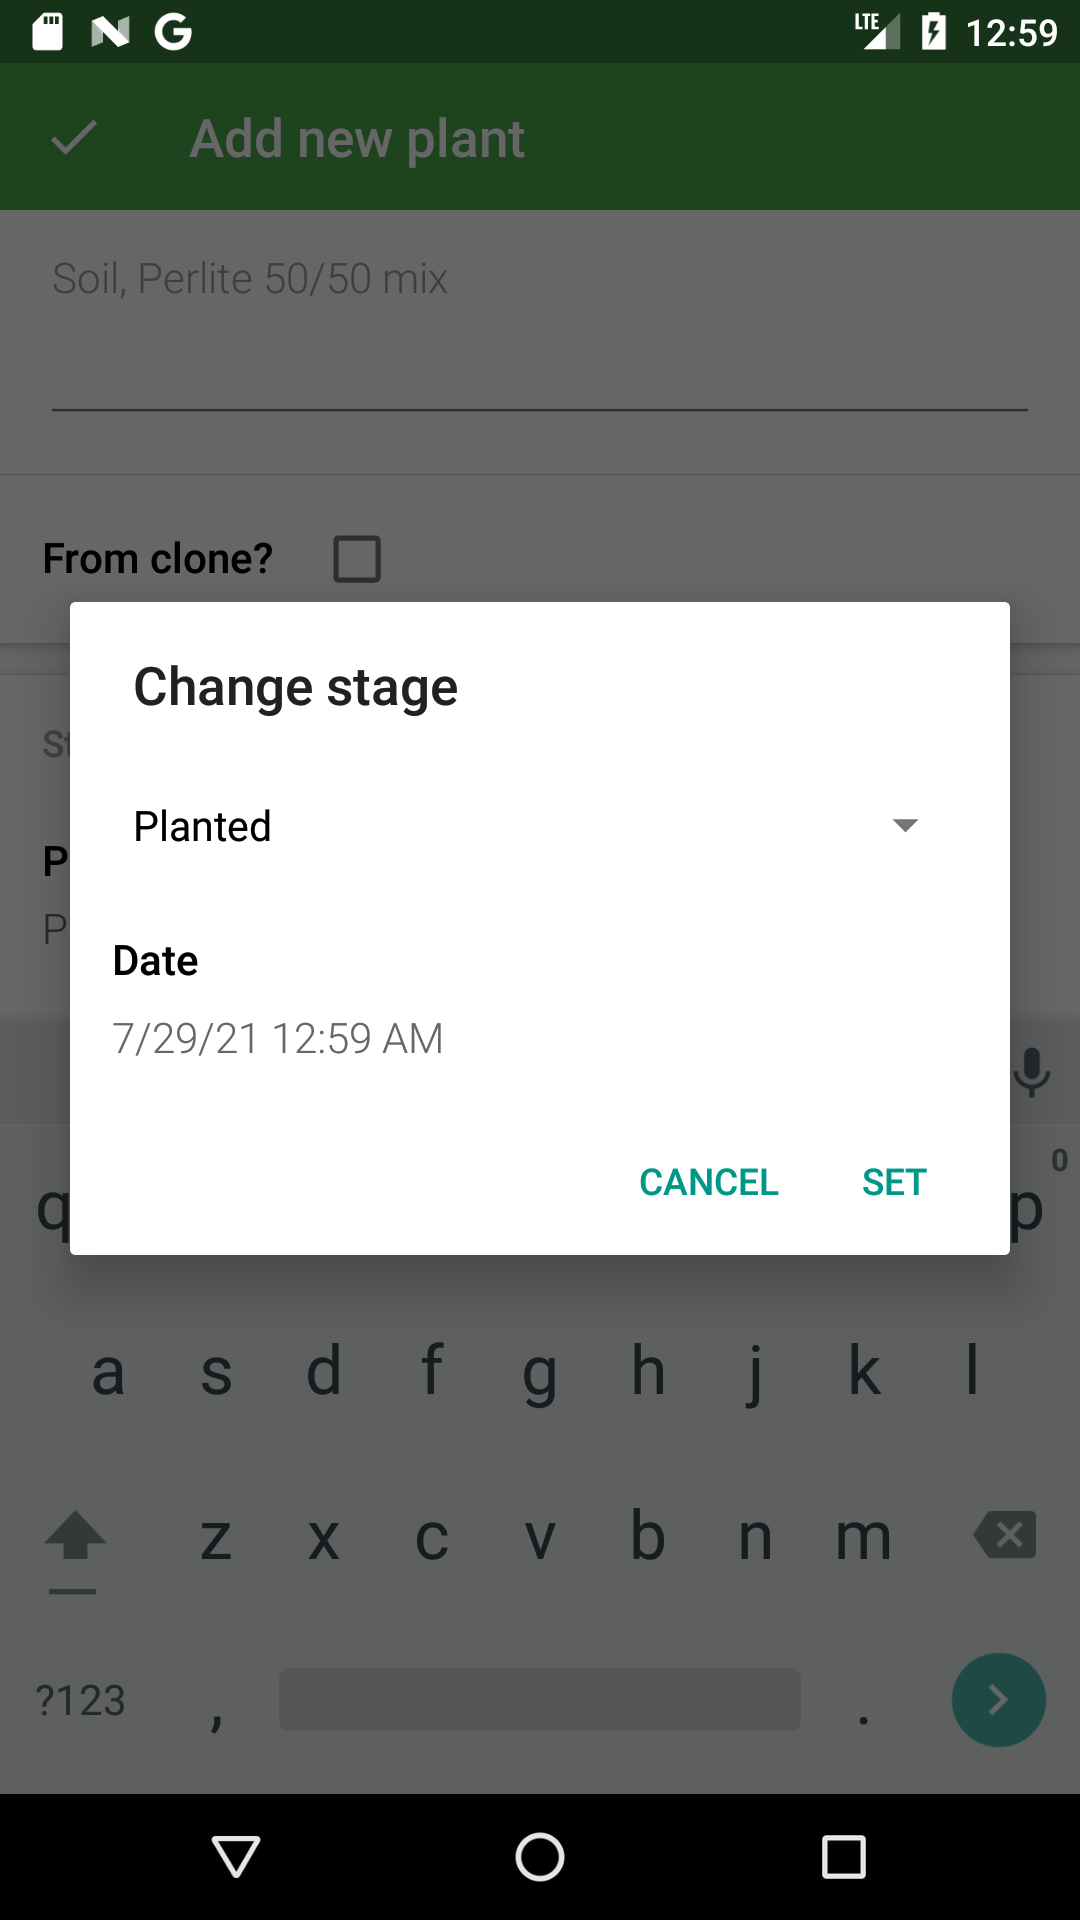 LTE 12:59
Add new plant
Soil, Perlite 50/50 mix
From clone?
Change stage
Planted
Date
7/29/21 12:59 AM
CANCEL SET
q p 0
a s d f g h j k l
z x c v b n m
?123 , .